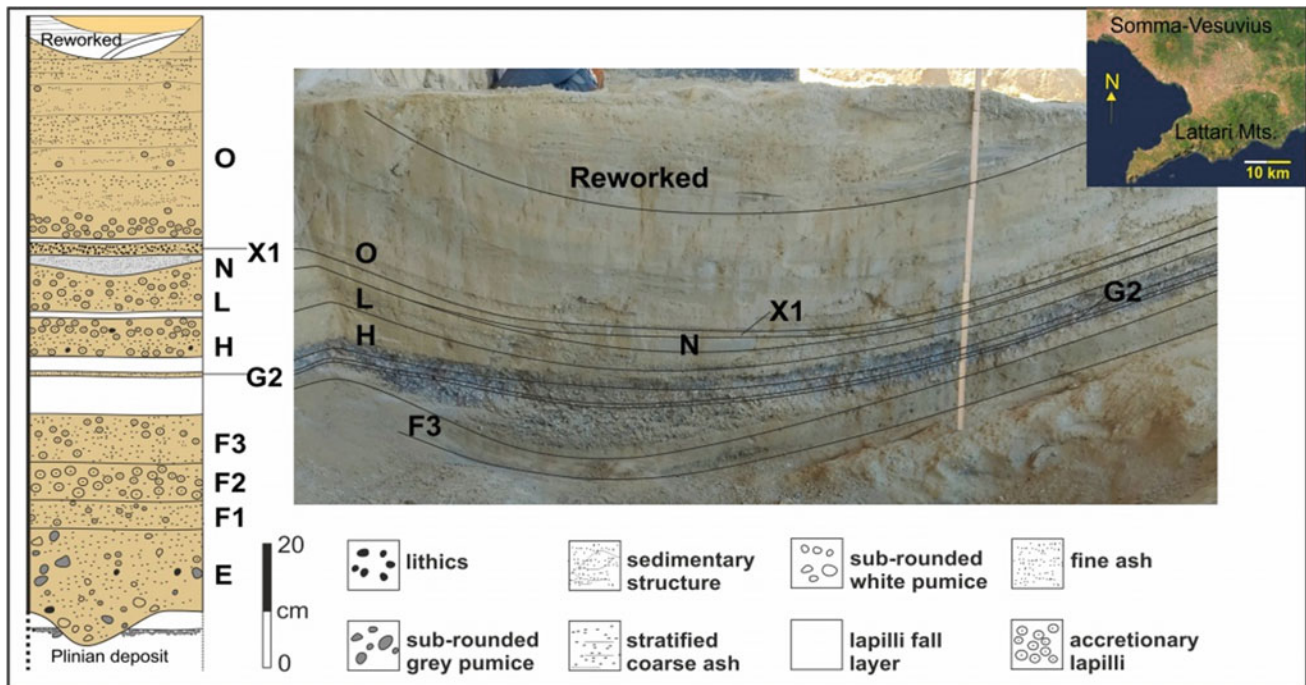 Reworked
O
X1
N
L
H
G2
F3
F2
F1
E
Plinian deposit
20
cm
0
Reworked
O
L
H
X1
N
G2
F3
Somma-Vesuvius
N
Lattari Mts.
10 km
lithics
sedimentary
structure
sub-rounded
white pumice
fine ash
sub-rounded
grey pumice
stratified
coarse ash
lapilli fall
layer
accretionary
lapilli